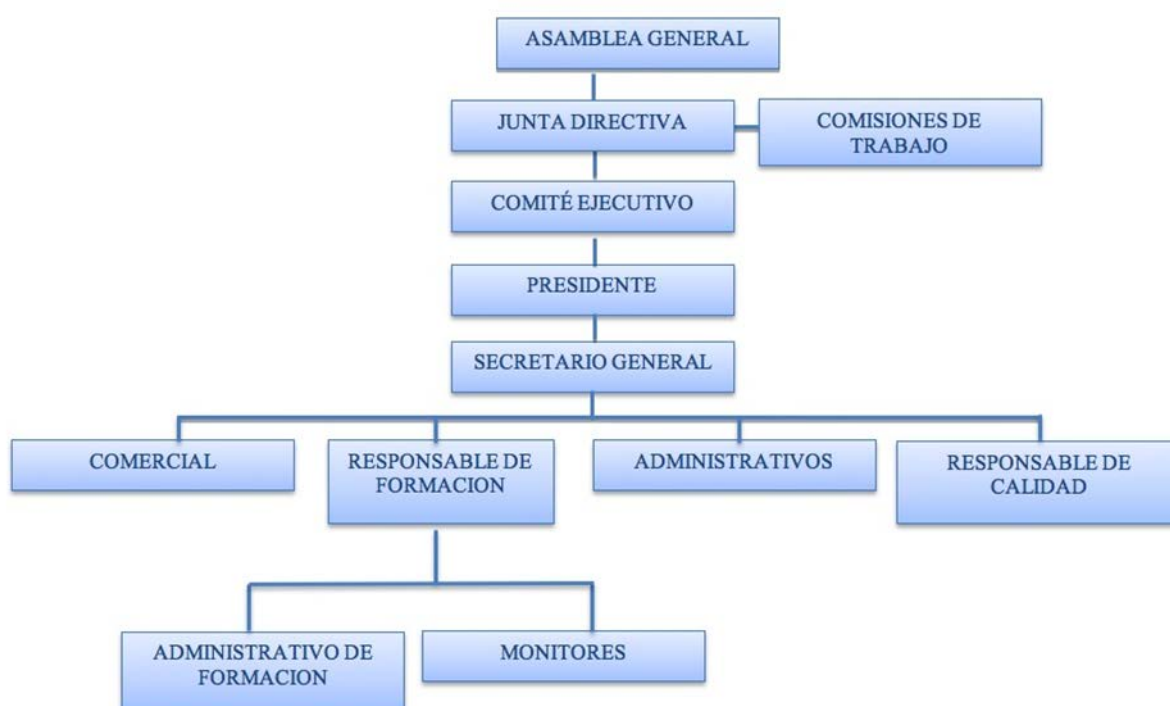 ASAMBLEA GENERAL
JUNTA DIRECTIVA
COMISIONES DE
TRABAJO
COMITÉ EJECUTIVO
PRESIDENTE
SECRETARIO GENERAL
COMERCIAL
RESPONSABLE DE
FORMACION
ADMINISTRATIVOS
RESPONSABLE DE
CALIDAD
ADMINISTRATIVO DE
FORMACION
MONITORES